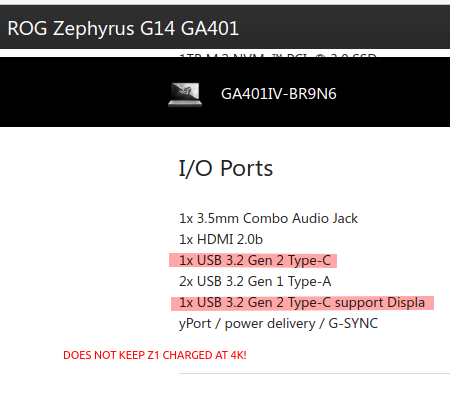 ROG Zephyrus G14 GA401
1TB M.2 NVMe™ PCIe® 3.0 SSD
GA401IV-BR9N6
I/O Ports
1x 3.5mm Combo Audio Jack
1x HDMI 2.0b
1x USB 3.2 Gen 2 Type-C
2x USB 3.2 Gen 1 Type-A
1x USB 3.2 Gen 2 Type-C support Displa
yPort / power delivery / G-SYNC
DOES NOT KEEP Z1 CHARGED AT 4K!